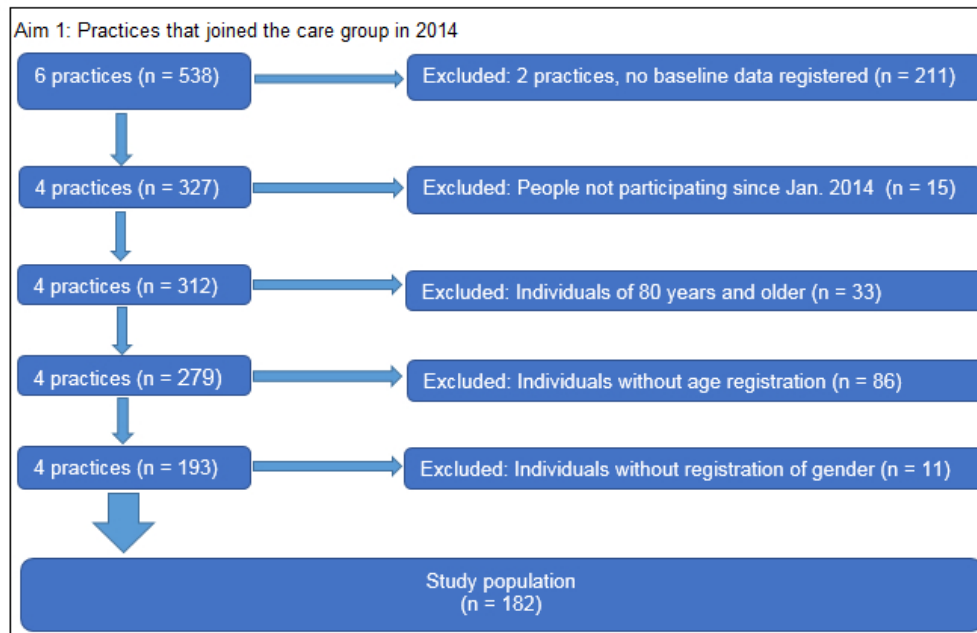 Aim 1: Practices that joined the care group in 2014
6 practices (n = 538)
Excluded: 2 practices, no baseline data registered (n = 211)
4 practices (n = 327)
Excluded: People not participating since Jan. 2014 (n = 15)
4 practices (n = 312)
Excluded: Individuals of 80 years and older (n = 33)
4 practices (n = 279)
Excluded: Individuals without age registration (n = 86)
4 practices (n = 193)
Excluded: Individuals without registration of gender (n = 11)
Study population
(n = 182)